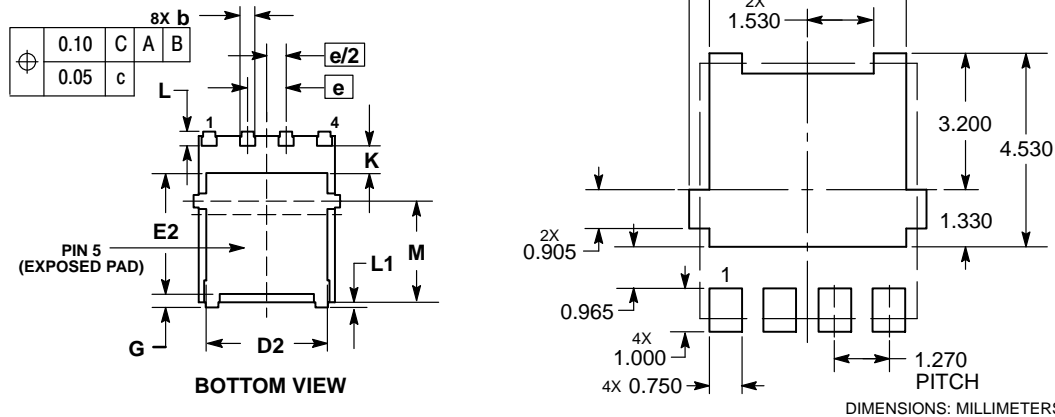 8X b
0.10 C A B
0.05 c
e/2
e
L
1
4
K
E2
M
PIN 5
(EXPOSED PAD)
L1
G
D2
BOTTOM VIEW
2X
1.530
3.200
4.530
2X
0.905
1.330
1
0.965
4X
1.000
1.270
PITCH
4X 0.750
DIMENSIONS: MILLIMETERS